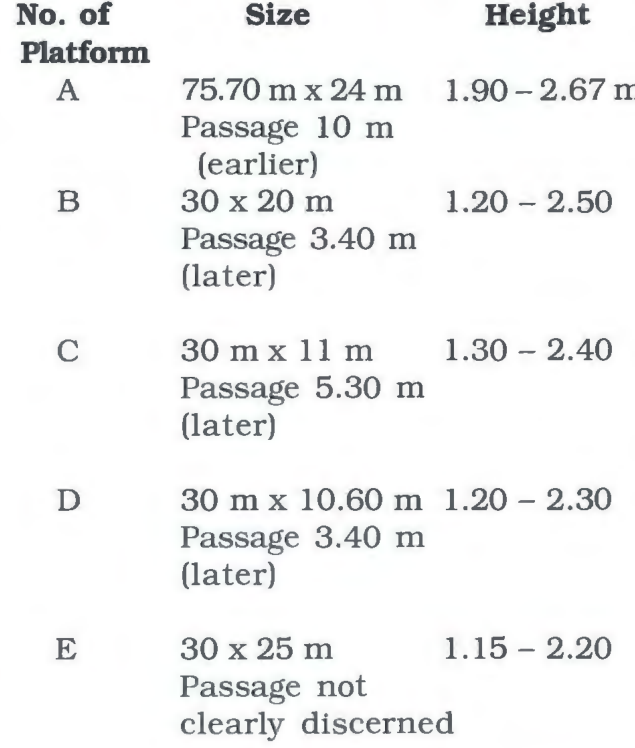 No. of Size Height
Platform
A 75.70 m x 24 m 1.90 – 2.67 m
Passage 10 m
(earlier)
B 30 x 20 m 1.20 – 2.50
Passage 3.40 m
(later)
C 30 m x 11 m 1.30 – 2.40
Passage 5.30 m
(later)
D 30 m x 10.60 m 1.20 – 2.30
Passage 3.40 m
(later)
E 30 x 25 m 1.15 – 2.20
Passage not
clearly discerned